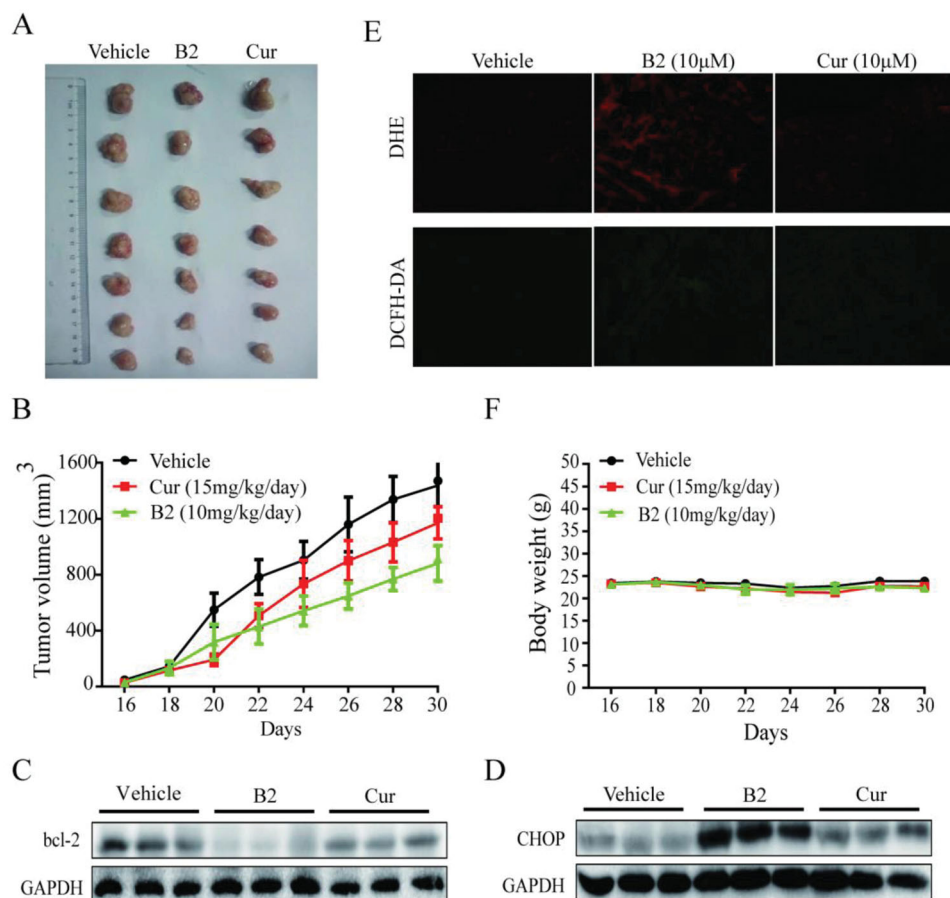 A
Vehicle B2 Cur
E
Vehicle B2 (10μM) Cur (10μM)
DHE
DCFH-DA
B
Tumor volume (mm3)
1600
1200
800
400
0
Vehicle
Cur (15mg/kg/day)
B2 (10mg/kg/day)
16 18 20 22 24 26 28 30
Days
F
Body weight (g)
50
45
40
35
30
25
20
15
10
5
0
Vehicle
Cur (15mg/kg/day)
B2 (10mg/kg/day)
16 18 20 22 24 26 28 30
Days
C
Vehicle B2 Cur
bcl-2
GAPDH
D
Vehicle B2 Cur
CHOP
GAPDH